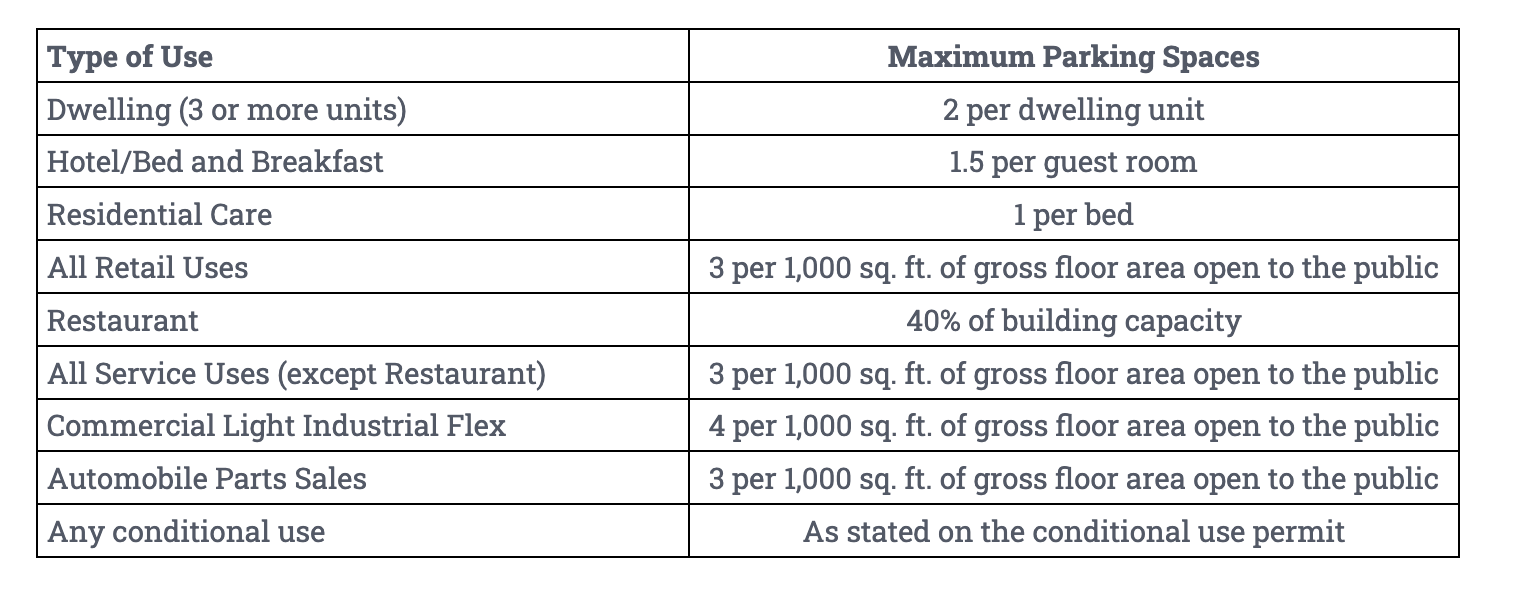 Type of Use Maximum Parking Spaces
Dwelling (3 or more units) 2 per dwelling unit
Hotel/Bed and Breakfast 1.5 per guest room
Residential Care 1 per bed
All Retail Uses 3 per 1,000 sq. ft. of gross floor area open to the public
Restaurant 40% of building capacity
All Service Uses (except Restaurant) 3 per 1,000 sq. ft. of gross floor area open to the public
Commercial Light Industrial Flex 4 per 1,000 sq. ft. of gross floor area open to the public
Automobile Parts Sales 3 per 1,000 sq. ft. of gross floor area open to the public
Any conditional use As stated on the conditional use permit